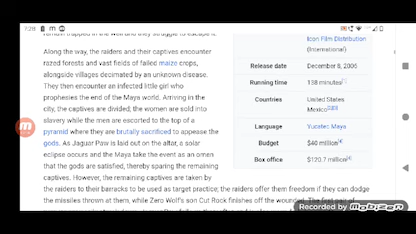 7:28
remain trapped in the well and they struggle to escape it.
Along the way, the raiders and their captives encounter
razed forests and vast fields of failed maize crops,
alongside villages decimated by an unknown disease.
They then encounter an infected little girl who
prophesies the end of the Maya world. Arriving in the
city, the captives are divided; the women are sold into
slavery while the men are escorted to the top of a
pyramid where they are brutally sacrificed to appease the
gods. As Jaguar Paw is laid out on the altar, a solar
eclipse occurs and the Maya take the event as an omen
that the gods are satisfied, thereby sparing the remaining
captives. However, the remaining captives are taken by
the raiders to their barracks to be used as target practice; the raiders offer them freedom if they can dodge
the missiles thrown at them, while Zero Wolf's son Cut Rock finishes off the wounded. The first pair of
Icon Film Distribution
(International)
Release date December 8, 2006
Running time 138 minutes
Countries United States
Mexico
Language Yucatec Maya
Budget $40 million
Box office $120.7 million
Recorded by
Mobizen